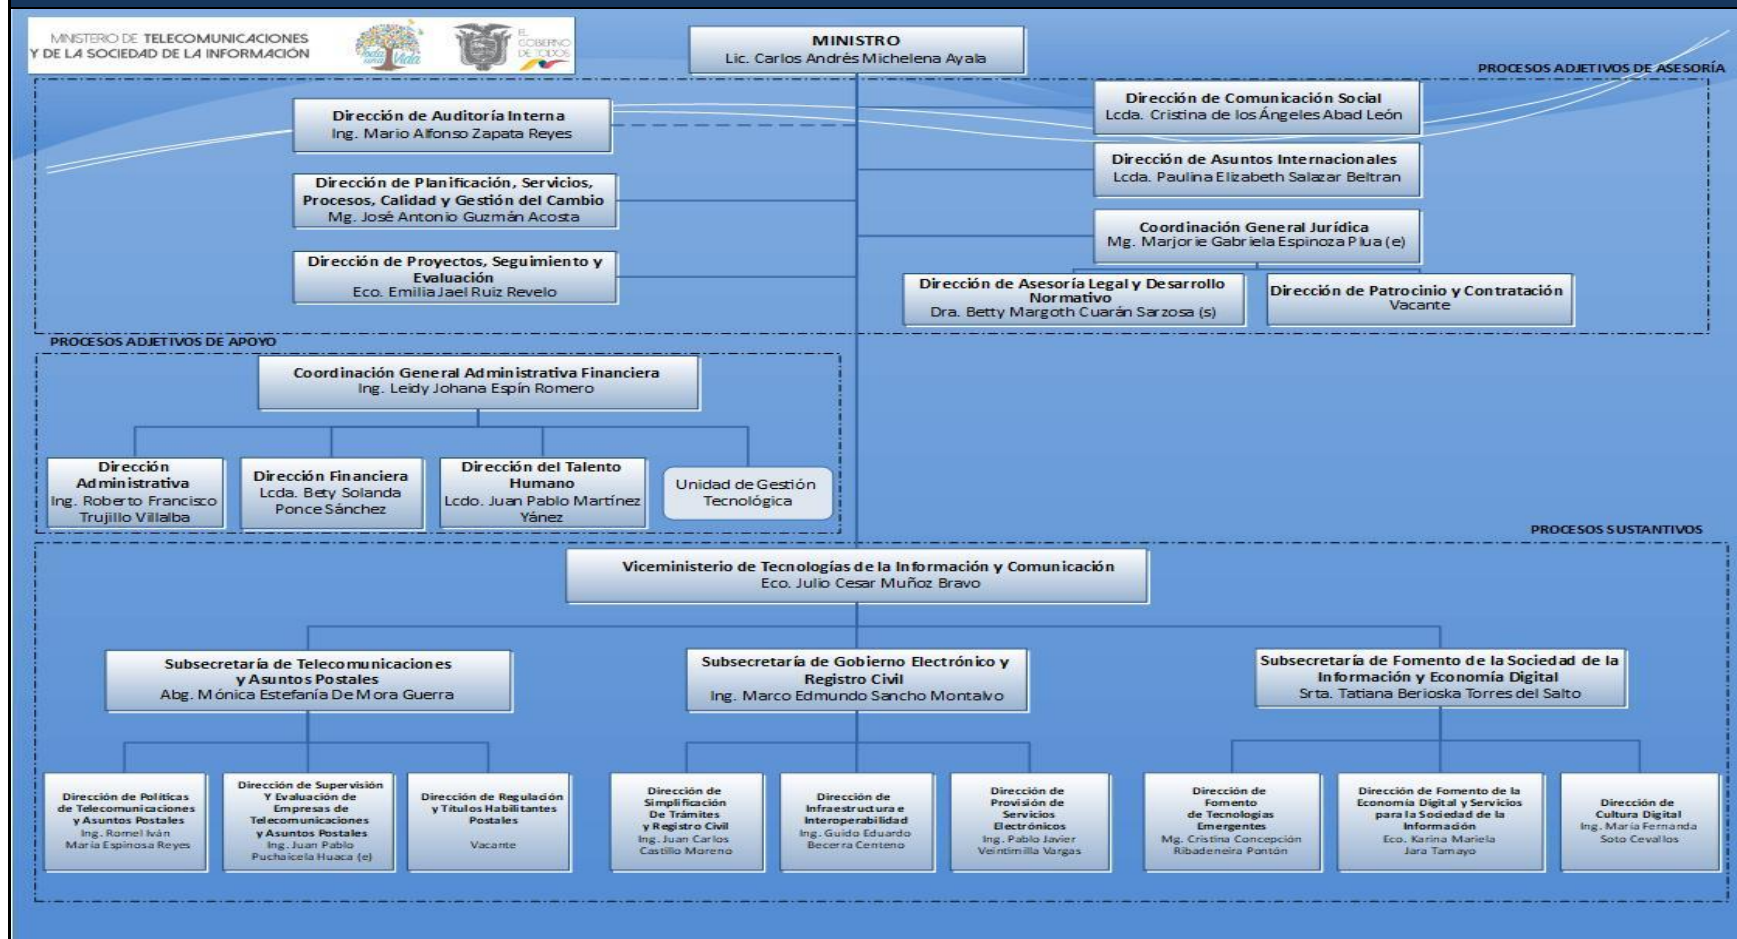 MINISTERIO DE TELECOMUNICACIONES
Y DE LA SOCIEDAD DE LA INFORMACIÓN
Toda una Vida
EL
GOBIERNO
DE TODOS
MINISTRO
Lic. Carlos Andrés Michelena Ayala
PROCESOS ADJETIVOS DE ASESORÍA
Dirección de Auditoría Interna
Ing. Mario Alfonso Zapata Reyes
Dirección de Planificación, Servicios,
Procesos, Calidad y Gestión del Cambio
Mg. José Antonio Guzmán Acosta
Dirección de Proyectos, Seguimiento y
Evaluación
Eco. Emilia Jael Ruiz Revelo
Dirección de Comunicación Social
Lcda. Cristina de los Ángeles Abad León
Dirección de Asuntos Internacionales
Lcda. Paulina Elizabeth Salazar Beltran
Coordinación General Jurídica
Mg. Marjorie Gabriela Espinoza Plua (e)
Dirección de Asesoría Legal y Desarrollo
Normativo
Dra. Betty Margoth Cuarán Sarzosa (s)
Dirección de Patrocinio y Contratación
Vacante
PROCESOS ADJETIVOS DE APOYO
Coordinación General Administrativa Financiera
Ing. Leidy Johana Espín Romero
Dirección
Administrativa
Ing. Roberto Francisco
Trujillo Villalba
Dirección Financiera
Lcda. Bety Solanda
Ponce Sánchez
Dirección del Talento
Humano
Lcdo. Juan Pablo Martínez
Yánez
Unidad de Gestión
Tecnológica
PROCESOS SUSTANTIVOS
Viceministerio de Tecnologías de la Información y Comunicación
Eco. Julio Cesar Muñoz Bravo
Subsecretaría de Telecomunicaciones
y Asuntos Postales
Abg. Mónica Estefanía De Mora Guerra
Subsecretaría de Gobierno Electrónico y
Registro Civil
Ing. Marco Edmundo Sancho Montalvo
Subsecretaría de Fomento de la Sociedad de la
Información y Economía Digital
Srta. Tatiana Berioska Torres del Salto
Dirección de Políticas
de Telecomunicaciones
y Asuntos Postales
Ing. Romel Iván
María Espinosa Reyes
Dirección de Supervisión
Y Evaluación de
Empresas de
Telecomunicaciones
y Asuntos Postales
Ing. Juan Pablo
Puchaicela Huaca (e)
Dirección de Regulación
y Títulos Habilitantes
Postales
Vacante
Dirección de
Simplificación
De Trámites
y Registro Civil
Ing. Juan Carlos
Castillo Moreno
Dirección de
Infraestructura e
Interoperabilidad
Ing. Guido Eduardo
Becerra Centeno
Dirección de
Provisión de
Servicios
Electrónicos
Ing. Pablo Javier
Veintimilla Vargas
Dirección de
Fomento
de Tecnologías
Emergentes
Mg. Cristina Concepción
Ribadeneira Pontón
Dirección de Fomento de la
Economía Digital y Servicios
para la Sociedad de la
Información
Eco. Karina Mariela
Jara Tamayo
Dirección de
Cultura Digital
Ing. María Fernanda
Soto Cevallos